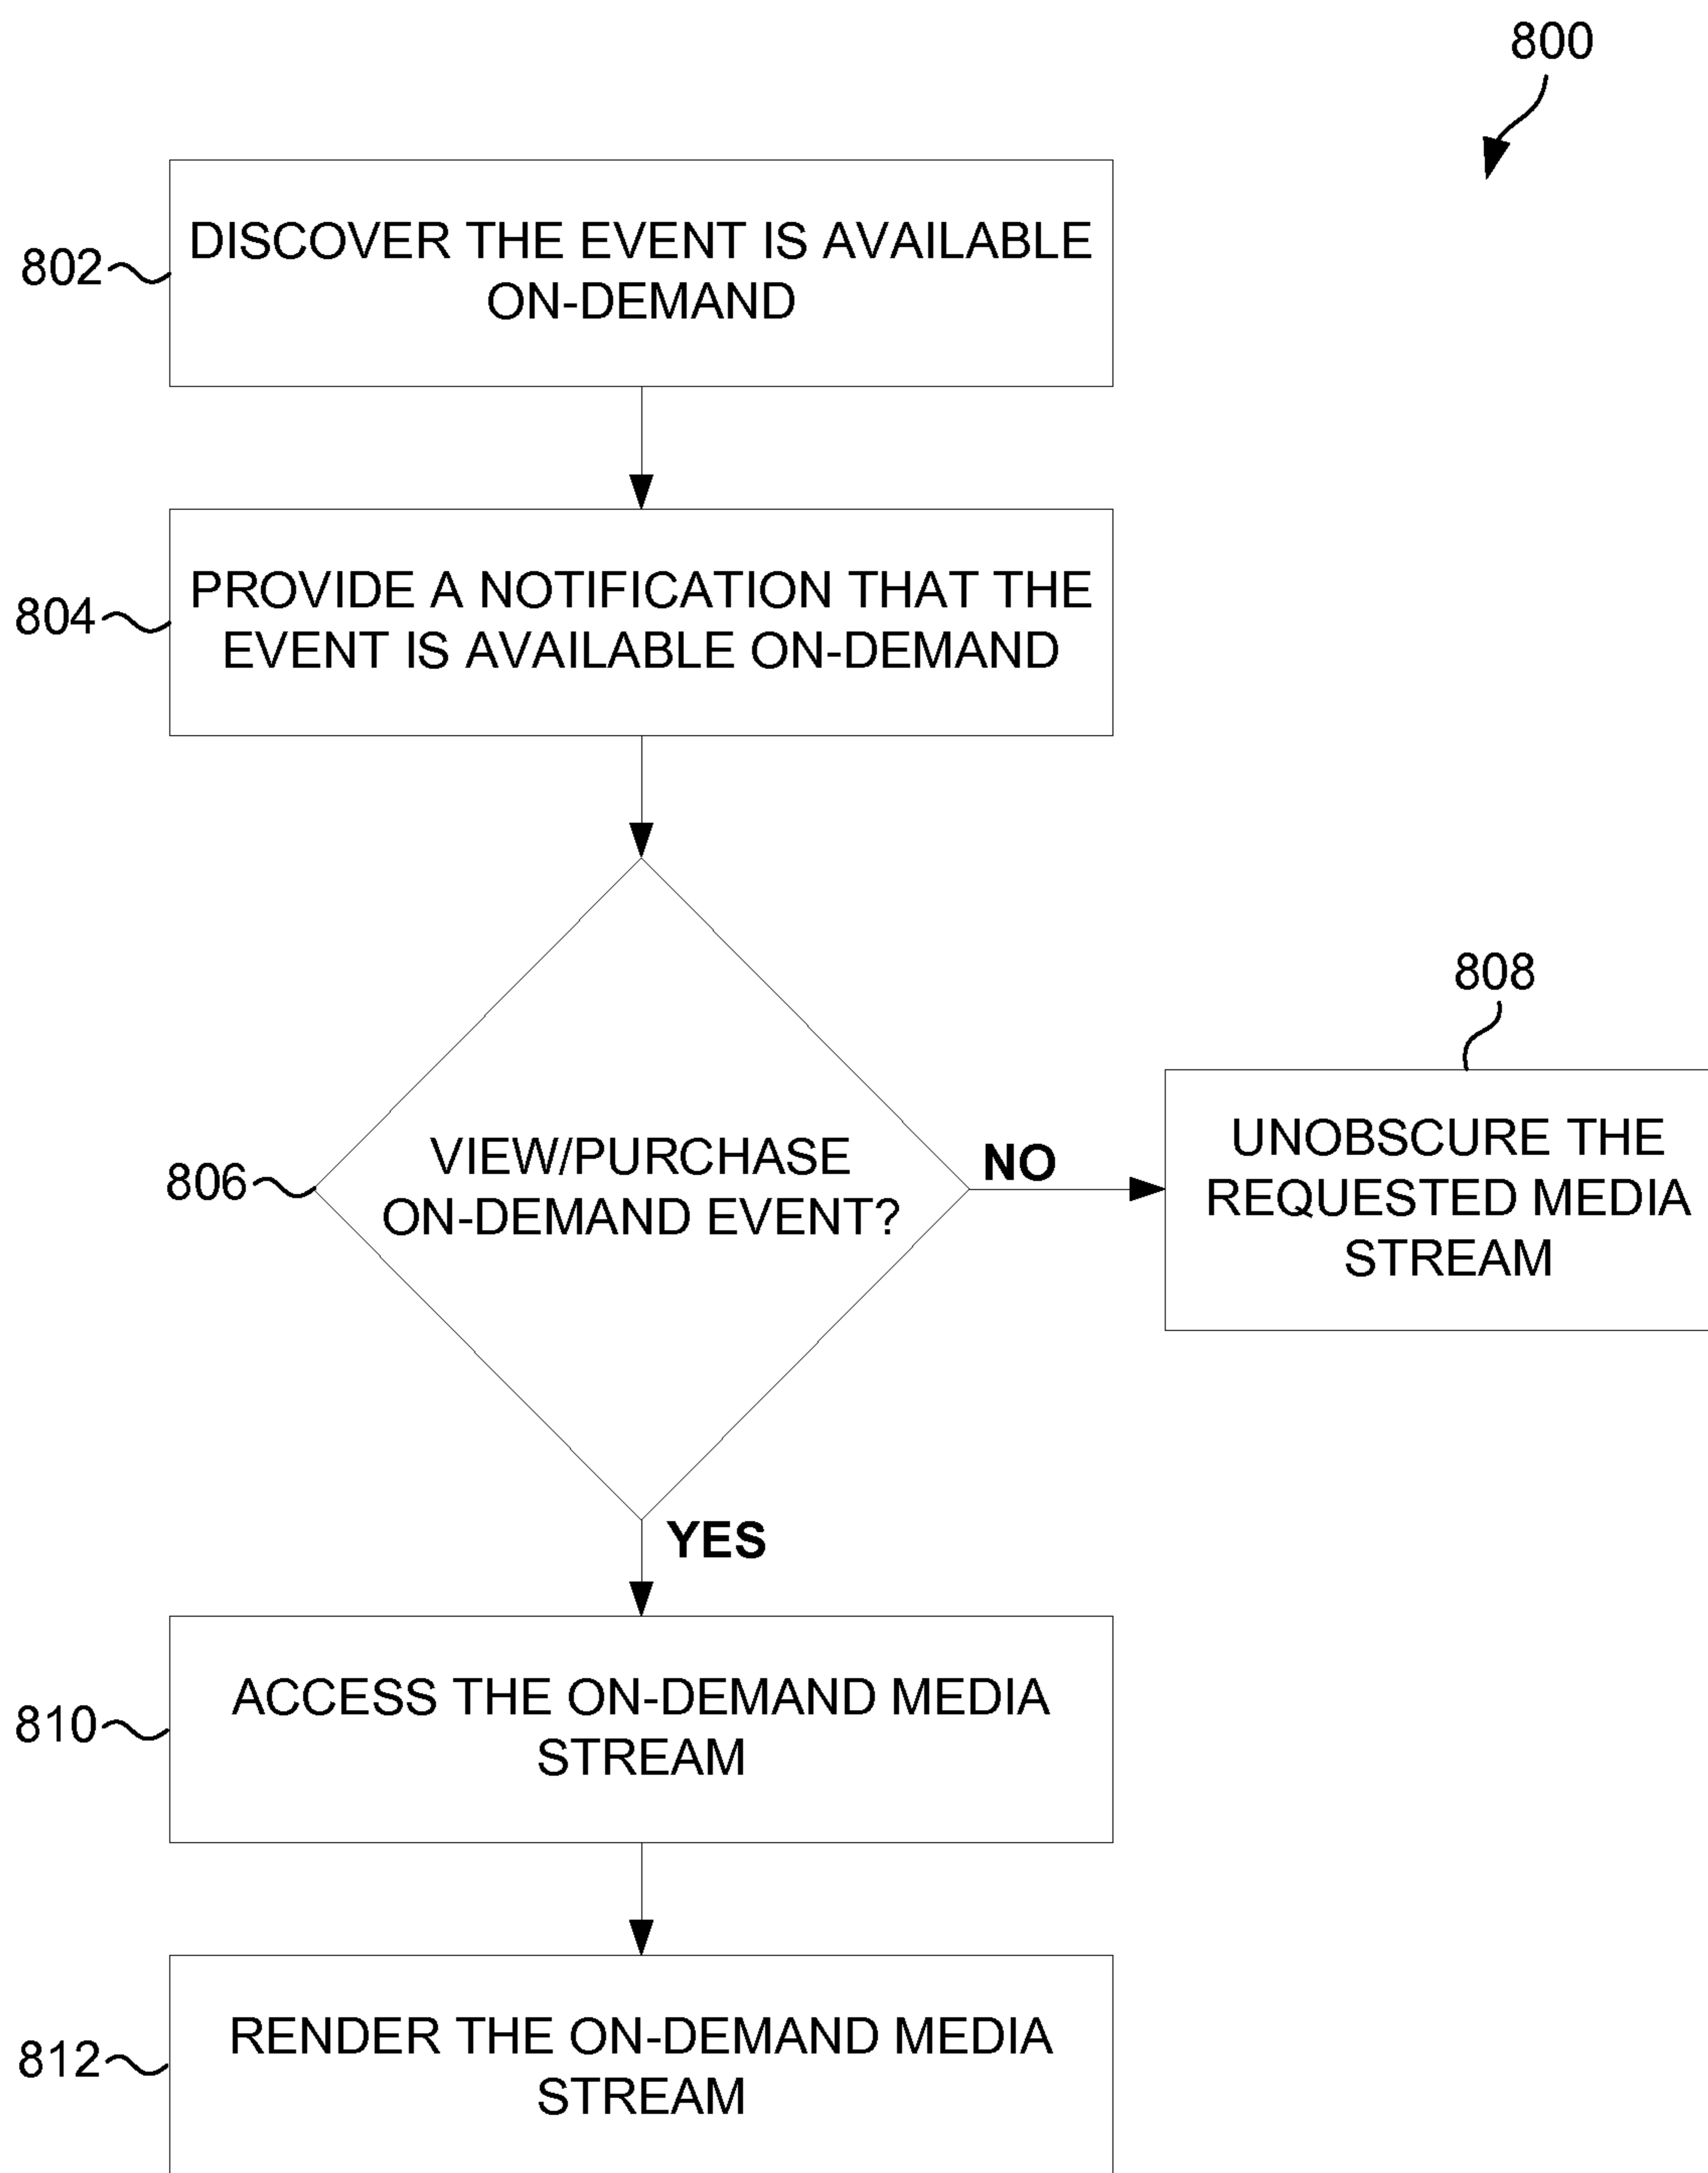 800
802
DISCOVER THE EVENT IS AVAILABLE
ON-DEMAND
804
PROVIDE A NOTIFICATION THAT THE
EVENT IS AVAILABLE ON-DEMAND
806
VIEW/PURCHASE
ON-DEMAND EVENT?
NO
808
UNOBSCURE THE
REQUESTED MEDIA
STREAM
YES
810
ACCESS THE ON-DEMAND MEDIA
STREAM
812
RENDER THE ON-DEMAND MEDIA
STREAM